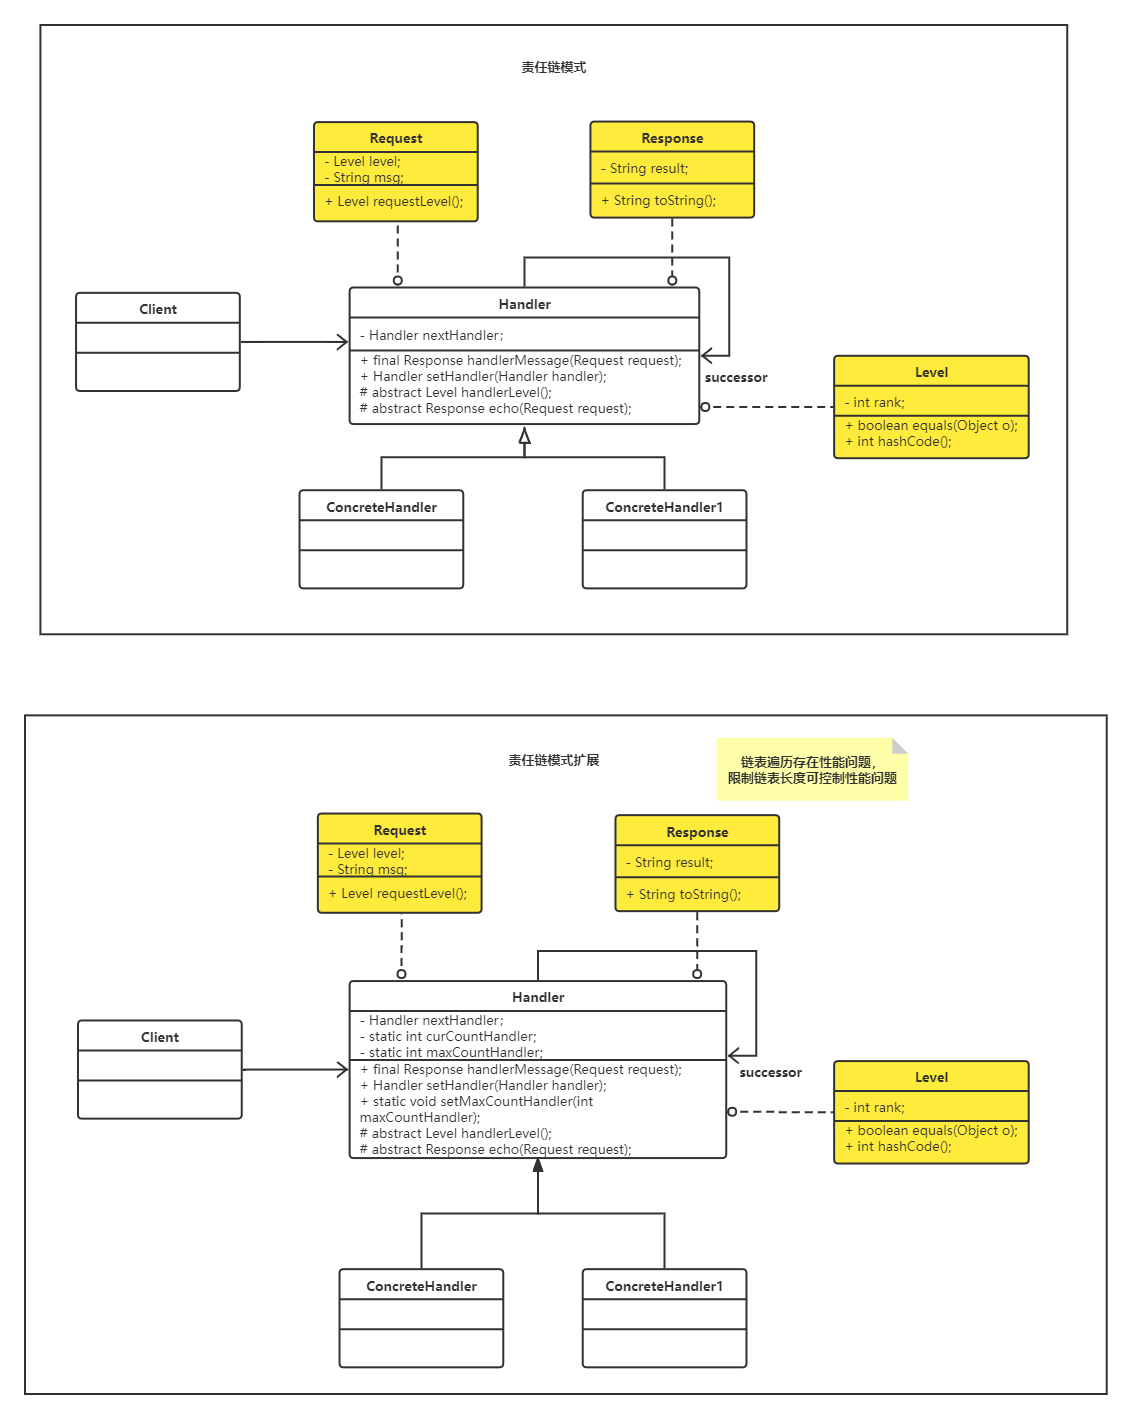 责任链模式
Request
- Level level;
- String msg;
+ Level requestLevel();
Response
- String result;
+ String toString();
Client
Handler
- Handler nextHandler;
+ final Response handlerMessage(Request request);
+ Handler setHandler(Handler handler);
# abstract Level handlerLevel();
# abstract Response echo(Request request);
successor
Level
- int rank;
+ boolean equals(Object o);
+ int hashCode();
ConcreteHandler
ConcreteHandler1
责任链模式扩展
链表遍历存在性能问题，
限制链表长度可控制性能问题
Request
- Level level;
- String msg;
+ Level requestLevel();
Response
- String result;
+ String toString();
Client
Handler
- Handler nextHandler;
- static int curCountHandler;
- static int maxCountHandler;
+ final Response handlerMessage(Request request);
+ Handler setHandler(Handler handler);
+ static void setMaxCountHandler(int
maxCountHandler);
# abstract Level handlerLevel();
# abstract Response echo(Request request);
successor
Level
- int rank;
+ boolean equals(Object o);
+ int hashCode();
ConcreteHandler
ConcreteHandler1